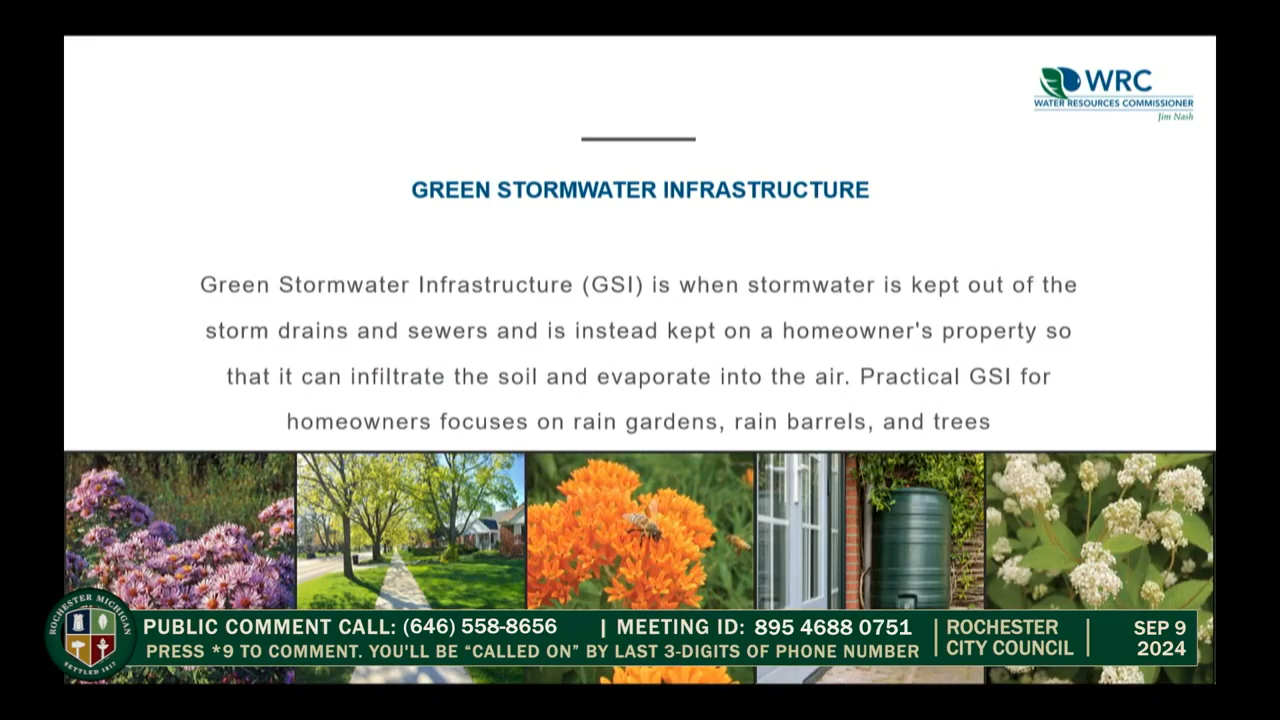 WRC
WATER RESOURCES COMMISSIONER
Jim Nash
GREEN STORMWATER INFRASTRUCTURE
Green Stormwater Infrastructure (GSI) is when stormwater is kept out of the
storm drains and sewers and is instead kept on a homeowner's property so
that it can infiltrate the soil and evaporate into the air. Practical GSI for
homeowners focuses on rain gardens, rain barrels, and trees
ROCHESTER MICHIGAN
SETTLED 1817
PUBLIC COMMENT CALL: (646) 558-8656 | MEETING ID: 895 4688 0751
PRESS *9 TO COMMENT. YOU'LL BE “CALLED ON” BY LAST 3-DIGITS OF PHONE NUMBER
ROCHESTER
CITY COUNCIL
SEP 9
2024